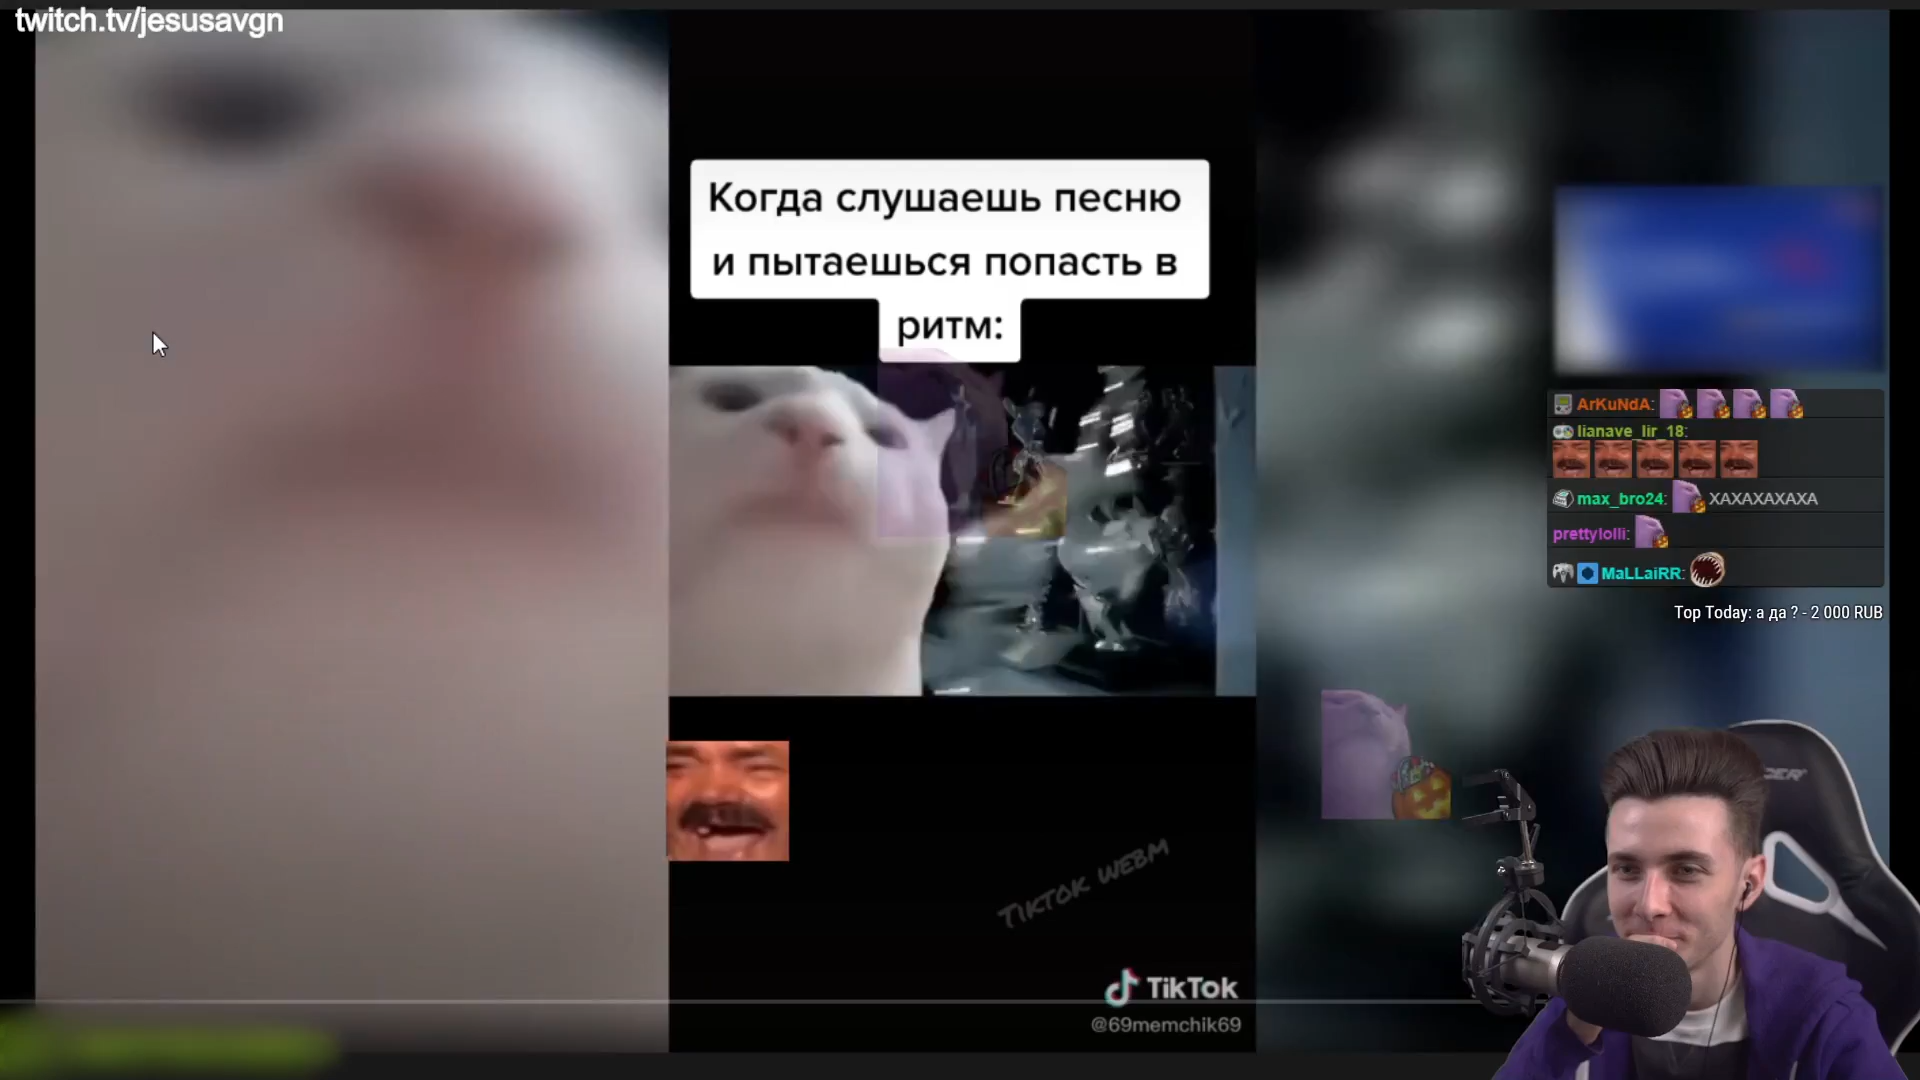 twitch.tv/jesusavgn
Когда слушаешь песню
и пытаешься попасть в
ритм:
ArKuNdA:
lianave_lir_18:
max_bro24: ХАХАХАХАХА
prettylolli:
MaLLaiRR:
Top Today: а да ? - 2 000 RUB
TIKTOK WEBM
TikTok
@69memchik69